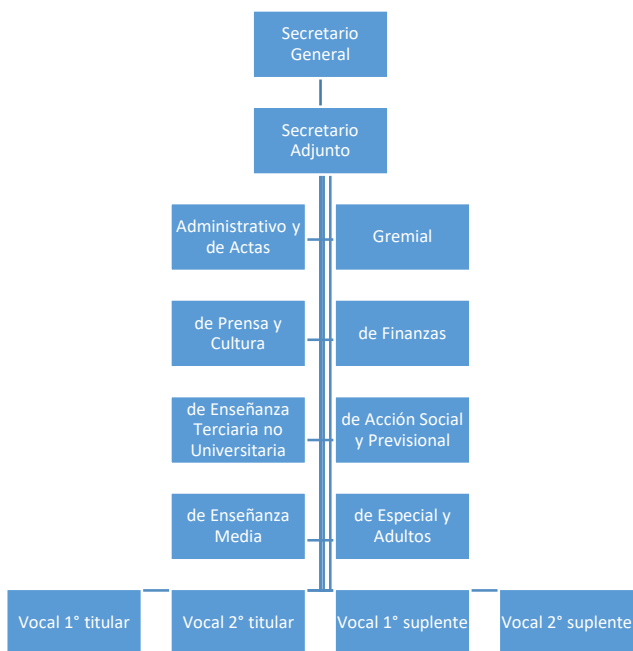 Secretario
General
Secretario
Adjunto
Administrativo y
de Actas
Gremial
de Prensa y
Cultura
de Finanzas
de Enseñanza
Terciaria no
Universitaria
de Acción Social
y Previsional
de Enseñanza
Media
de Especial y
Adultos
Vocal 1° titular
Vocal 2° titular
Vocal 1° suplente
Vocal 2° suplente